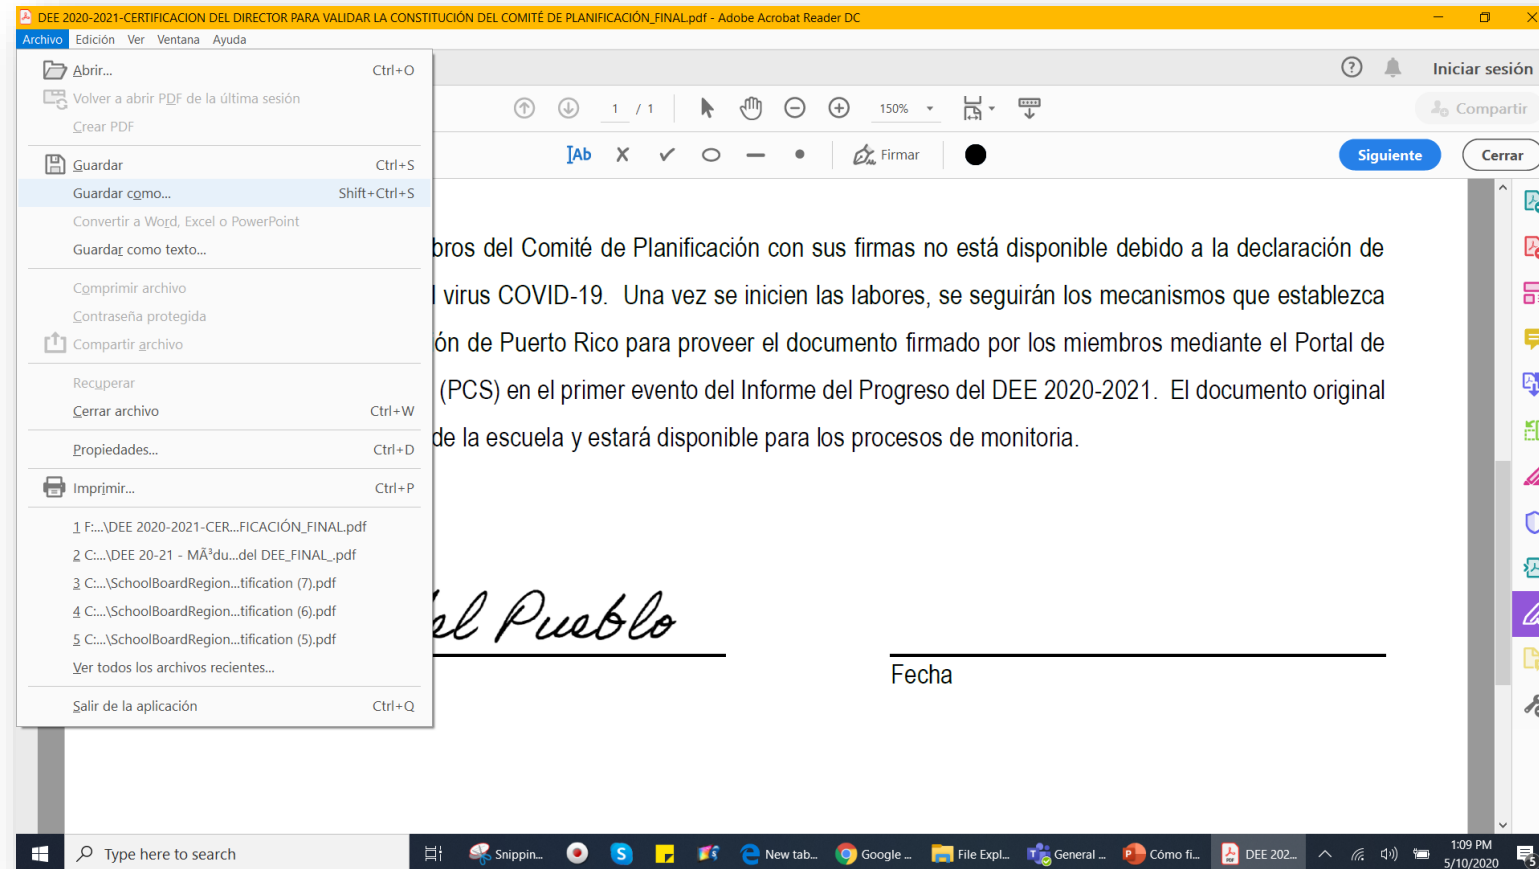 DEE 2020-2021-CERTIFICACION DEL DIRECTOR PARA VALIDAR LA CONSTITUCIÓN DEL COMITÉ DE PLANIFICACIÓN_FINAL.pdf - Adobe Acrobat Reader DC
Archivo Edición Ver Ventana Ayuda
Iniciar sesión
1 / 1 150% Compartir
Ab Firmar Siguiente Cerrar
Abrir... Ctrl+O
Volver a abrir PDF de la última sesión
Crear PDF
Guardar Ctrl+S
Guardar como... Shift+Ctrl+S
Convertir a Word, Excel o PowerPoint
Guardar como texto...
Comprimir archivo
Contraseña protegida
Compartir archivo
Recuperar
Cerrar archivo Ctrl+W
Propiedades... Ctrl+D
Imprimir... Ctrl+P
1 F:...\DEE 2020-2021-CER...FICACIÓN_FINAL.pdf
2 C:...\DEE 20-21 - MÃ³du...del DEE_FINAL_.pdf
3 C:...\SchoolBoardRegion...tification (7).pdf
4 C:...\SchoolBoardRegion...tification (6).pdf
5 C:...\SchoolBoardRegion...tification (5).pdf
Ver todos los archivos recientes...
Salir de la aplicación Ctrl+Q
bros del Comité de Planificación con sus firmas no está disponible debido a la declaración de
l virus COVID-19. Una vez se inicien las labores, se seguirán los mecanismos que establezca
ón de Puerto Rico para proveer el documento firmado por los miembros mediante el Portal de
(PCS) en el primer evento del Informe del Progreso del DEE 2020-2021. El documento original
de la escuela y estará disponible para los procesos de monitoria.
el Pueblo
Fecha
Type here to search Snippin... New tab... Google ... File Expl... General ... Cómo fi... DEE 202... 1:09 PM
5/10/2020 5